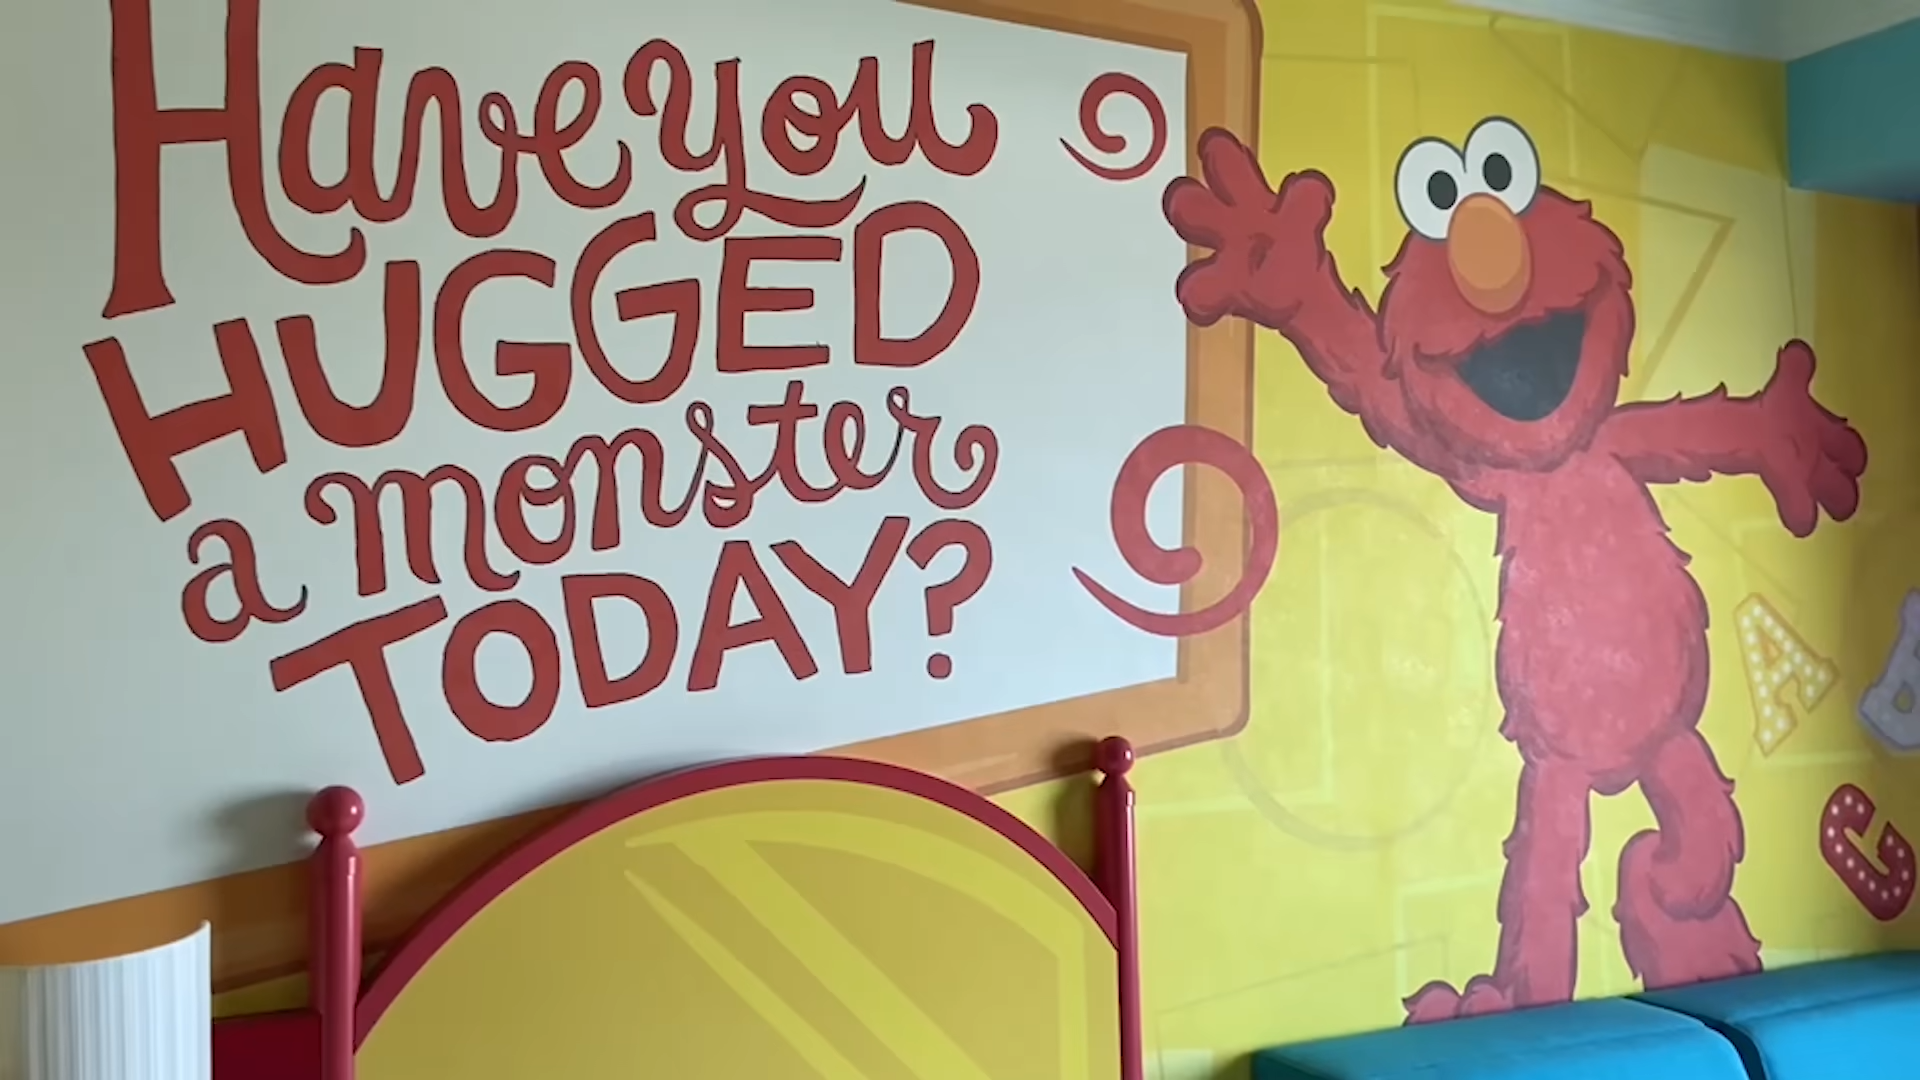 Have you
HUGGED
a monster
TODAY?
A
B
C